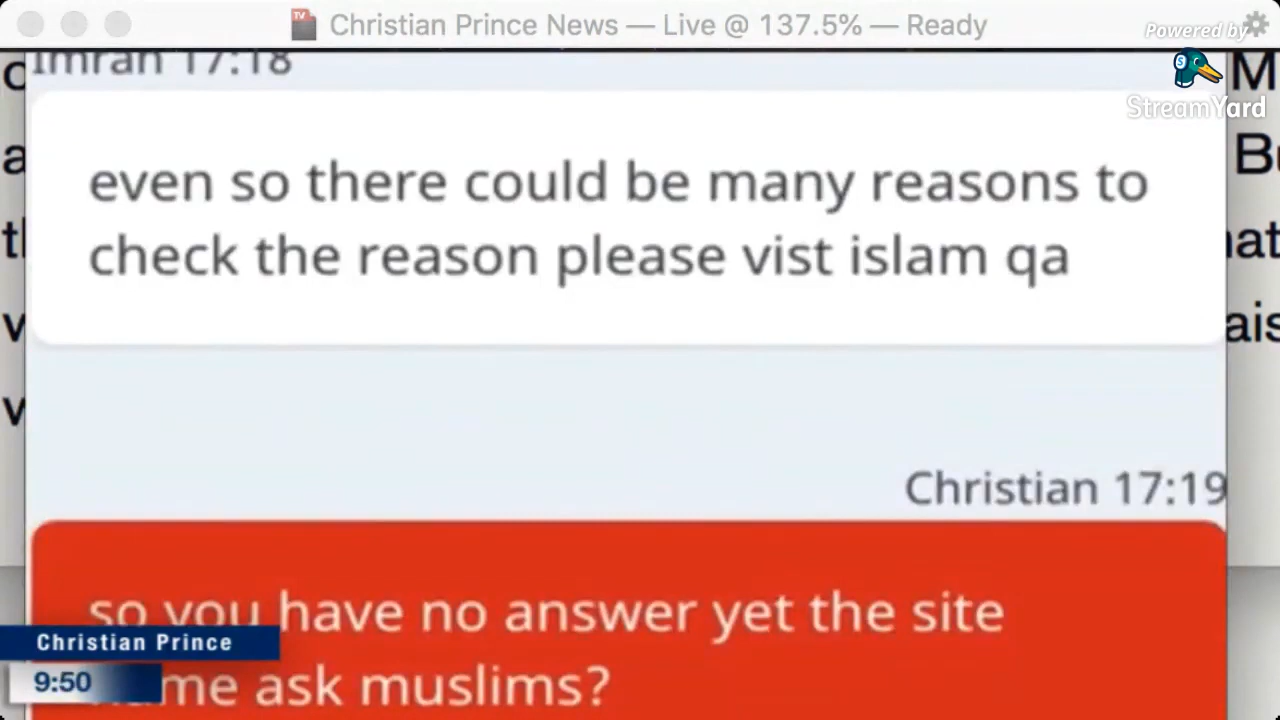 Christian Prince News — Live @ 137.5% — Ready
Powered by
StreamYard
Imran 17:18
even so there could be many reasons to
check the reason please vist islam qa
Christian 17:19
so you have no answer yet the site
me ask muslims?
Christian Prince
9:50